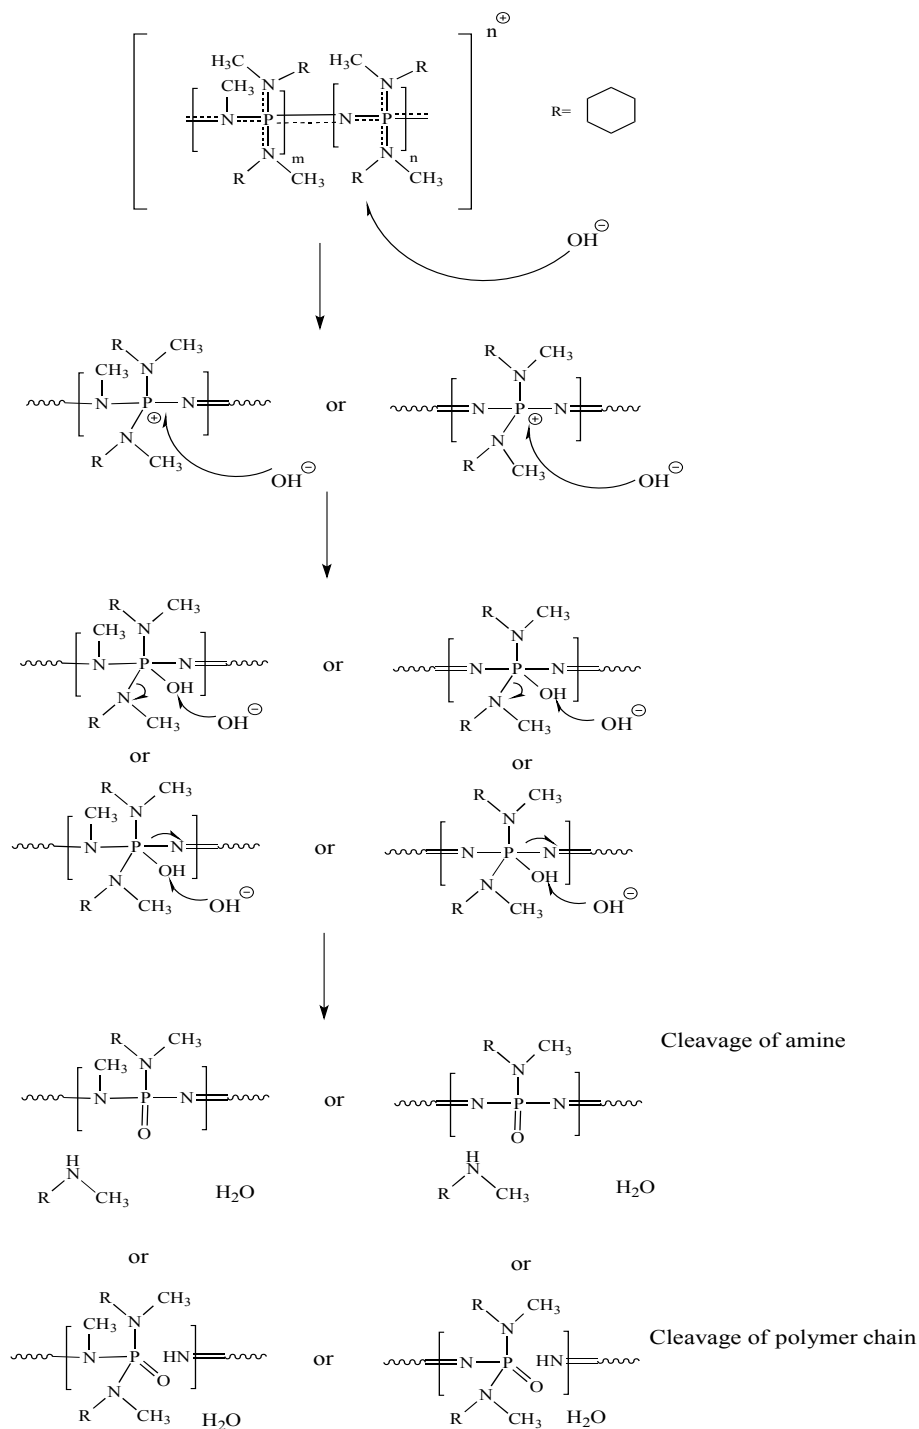 n⊕
H₃C R H₃C R
N N
CH₃
N P N P
R=
N m N n
R CH₃ R CH₃
OH⊖
R CH₃ R CH₃
CH₃ N N
N P N or N P N
⊕ ⊕
N N
R CH₃ R CH₃
OH⊖ OH⊖
R CH₃ R CH₃
CH₃ N N
N P N or N P N
N OH N OH
R CH₃ OH⊖ R CH₃ OH⊖
or or
R CH₃ R CH₃
CH₃ N N
N P N or N P N
N OH N OH
R CH₃ OH⊖ R CH₃ OH⊖
Cleavage of amine
R CH₃ R CH₃
CH₃ N N
N P N or N P N
O O
H H
N N
R CH₃ H₂O R CH₃ H₂O
or or
R CH₃ R CH₃
CH₃ N N
Cleavage of polymer chain
N P HN or N P HN
O O
N N
R CH₃ H₂O R CH₃ H₂O